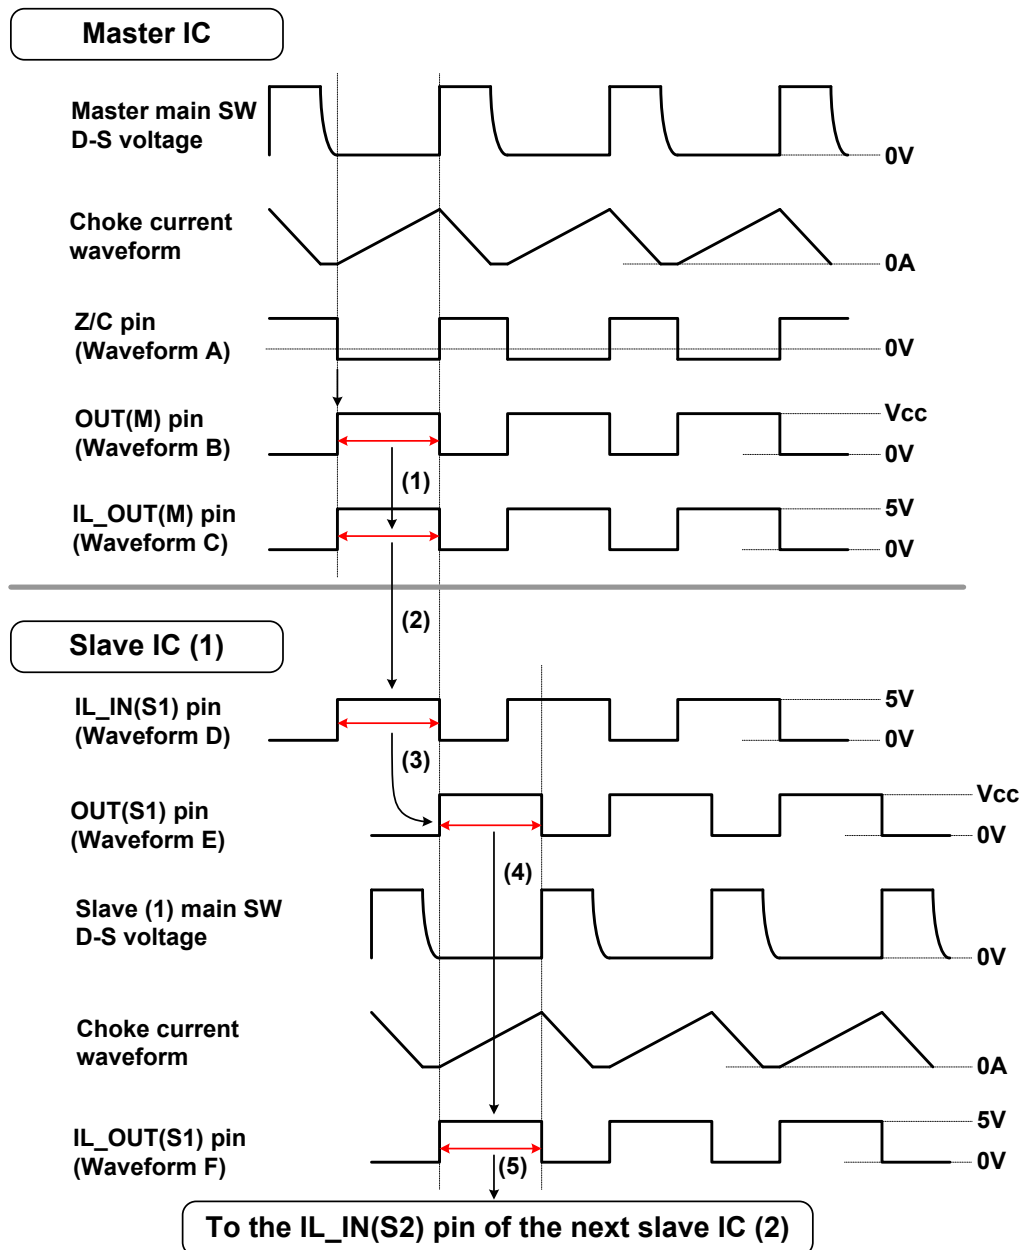 Master IC
Master main SW
D-S voltage
0V
Choke current
waveform
0A
Z/C pin
(Waveform A)
0V
OUT(M) pin
(Waveform B)
Vcc
0V
(1)
IL_OUT(M) pin
(Waveform C)
5V
0V
(2)
Slave IC (1)
IL_IN(S1) pin
(Waveform D)
5V
0V
(3)
OUT(S1) pin
(Waveform E)
Vcc
0V
(4)
Slave (1) main SW
D-S voltage
0V
Choke current
waveform
0A
IL_OUT(S1) pin
(Waveform F)
5V
0V
(5)
To the IL_IN(S2) pin of the next slave IC (2)